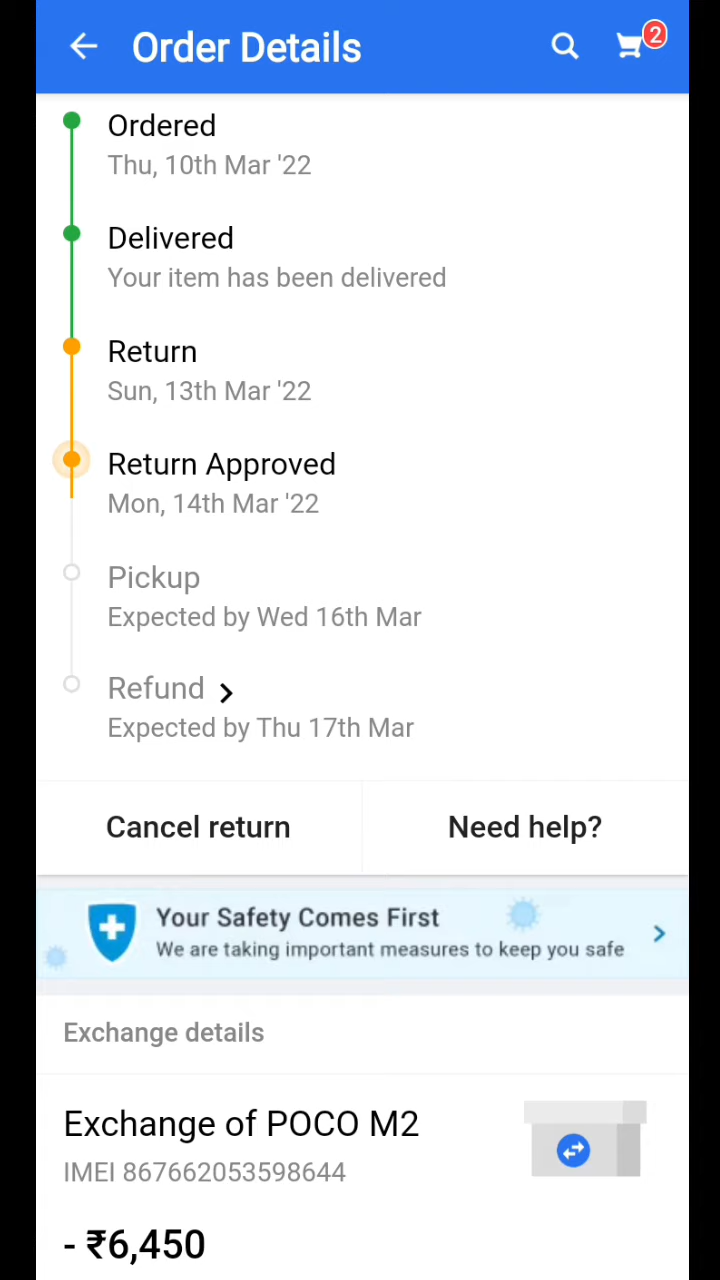 Order Details
2
Ordered
Thu, 10th Mar '22
Delivered
Your item has been delivered
Return
Sun, 13th Mar '22
Return Approved
Mon, 14th Mar '22
Pickup
Expected by Wed 16th Mar
Refund
Expected by Thu 17th Mar
Cancel return
Need help?
Your Safety Comes First
We are taking important measures to keep you safe
Exchange details
Exchange of POCO M2
IMEI 867662053598644
- ₹6,450